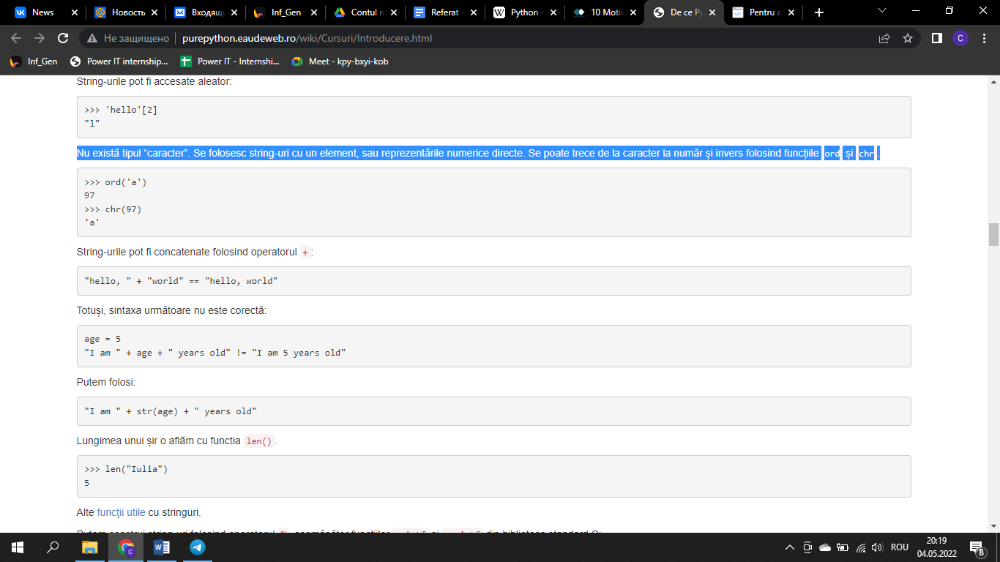 News
Новость
Входящ
Inf_Gen
Contul
Referat
Python
10 Motiv
De ce Py
Pentru c
Не защищено
purepython.eaudeweb.ro/wiki/Cursuri/Introducere.html
C
Inf_Gen
Power IT internship...
Power IT - Internshi...
Meet - kpy-bxyi-kob
String-urile pot fi accesate aleator:
>>> 'hello'[2]
"l"
Nu există tipul “caracter”. Se folosesc string-uri cu un element, sau reprezentările numerice directe. Se poate trece de la caracter la număr și invers folosind funcțiile ord și chr.
>>> ord('a')
97
>>> chr(97)
'a'
String-urile pot fi concatenate folosind operatorul +:
"hello, " + "world" == "hello, world"
Totuși, sintaxa următoare nu este corectă:
age = 5
"I am " + age + " years old" != "I am 5 years old"
Putem folosi:
"I am " + str(age) + " years old"
Lungimea unui șir o aflăm cu functia len().
>>> len("Iulia")
5
Alte funcţii utile cu stringuri.
C
W
ROU
20:19
04.05.2022
8